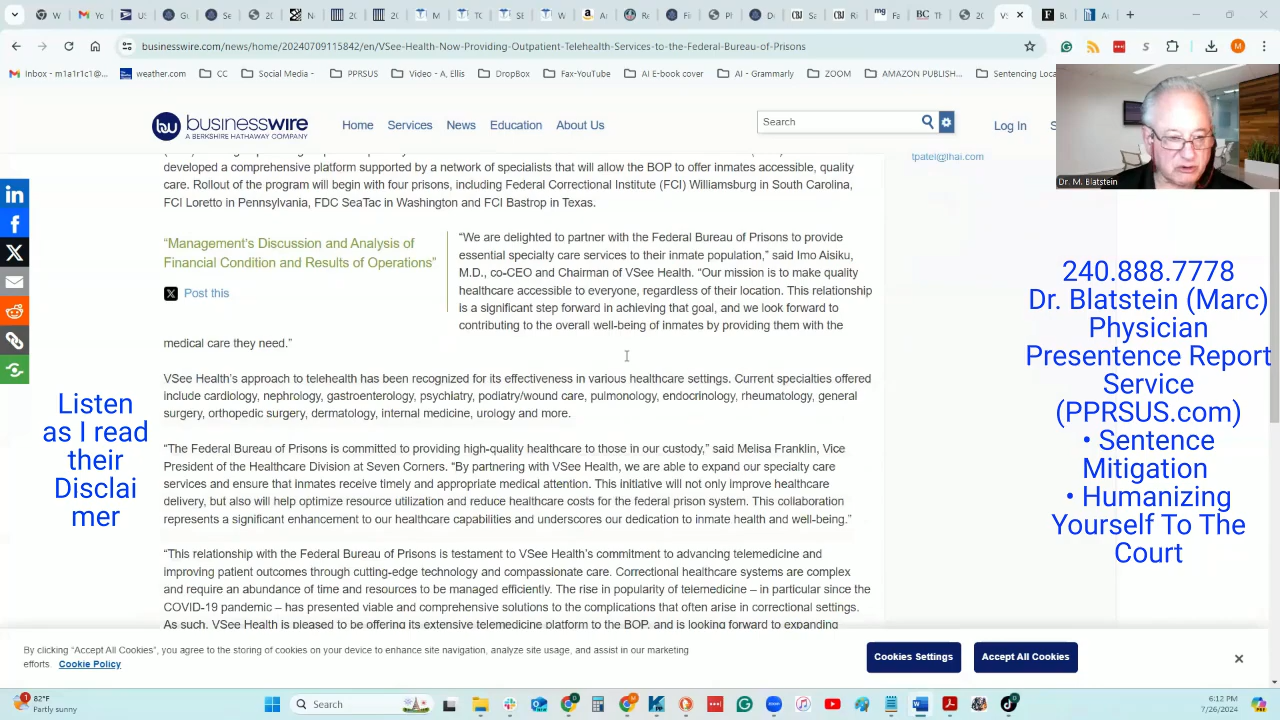 businesswire.com/news/home/20240709115842/en/VSee-Health-Now-Providing-Outpatient-Telehealth-Services-to-the-Federal-Bureau-of-Prisons
Inbox - m1a1r1c1@...
weather.com
CC
Social Media -
PPRSUS
Video - A, Ellis
DropBox
Fax-YouTube
AI E-book cover
AI - Grammarly
ZOOM
AMAZON PUBLISH...
Sentencing Loca
businesswire
A BERKSHIRE HATHAWAY COMPANY
Home
Services
News
Education
About Us
Search
Log In
tpatel@lhai.com
developed a comprehensive platform supported by a network of specialists that will allow the BOP to offer inmates accessible, quality
care. Rollout of the program will begin with four prisons, including Federal Correctional Institute (FCI) Williamsburg in South Carolina,
FCI Loretto in Pennsylvania, FDC SeaTac in Washington and FCI Bastrop in Texas.
“Management’s Discussion and Analysis of
Financial Condition and Results of Operations”
Post this
“We are delighted to partner with the Federal Bureau of Prisons to provide
essential specialty care services to their inmate population,” said Imo Aisiku,
M.D., co-CEO and Chairman of VSee Health. “Our mission is to make quality
healthcare accessible to everyone, regardless of their location. This relationship
is a significant step forward in achieving that goal, and we look forward to
contributing to the overall well-being of inmates by providing them with the
medical care they need.”
VSee Health’s approach to telehealth has been recognized for its effectiveness in various healthcare settings. Current specialties offered
include cardiology, nephrology, gastroenterology, psychiatry, podiatry/wound care, pulmonology, endocrinology, rheumatology, general
surgery, orthopedic surgery, dermatology, internal medicine, urology and more.
“The Federal Bureau of Prisons is committed to providing high-quality healthcare to those in our custody,” said Melisa Franklin, Vice
President of the Healthcare Division at Seven Corners. “By partnering with VSee Health, we are able to expand our specialty care
services and ensure that inmates receive timely and appropriate medical attention. This initiative will not only improve healthcare
delivery, but also will help optimize resource utilization and reduce healthcare costs for the federal prison system. This collaboration
represents a significant enhancement to our healthcare capabilities and underscores our dedication to inmate health and well-being.”
“This relationship with the Federal Bureau of Prisons is testament to VSee Health’s commitment to advancing telemedicine and
improving patient outcomes through cutting-edge technology and compassionate care. Correctional healthcare systems are complex
and require an abundance of time and resources to be managed efficiently. The rise in popularity of telemedicine – in particular since the
COVID-19 pandemic – has presented viable and comprehensive solutions to the complications that often arise in correctional settings.
As such, VSee Health is pleased to be offering its extensive telemedicine platform to the BOP, and is looking forward to expanding
Listen
as I read
their
Disclai
mer
Dr. M. Blatstein
240.888.7778
Dr. Blatstein (Marc)
Physician
Presentence Report
Service
(PPRSUS.com)
• Sentence
Mitigation
• Humanizing
Yourself To The
Court
By clicking “Accept All Cookies”, you agree to the storing of cookies on your device to enhance site navigation, analyze site usage, and assist in our marketing
efforts. Cookie Policy
Cookies Settings
Accept All Cookies
82°F
Partly sunny
Search
6:12 PM
7/26/2024